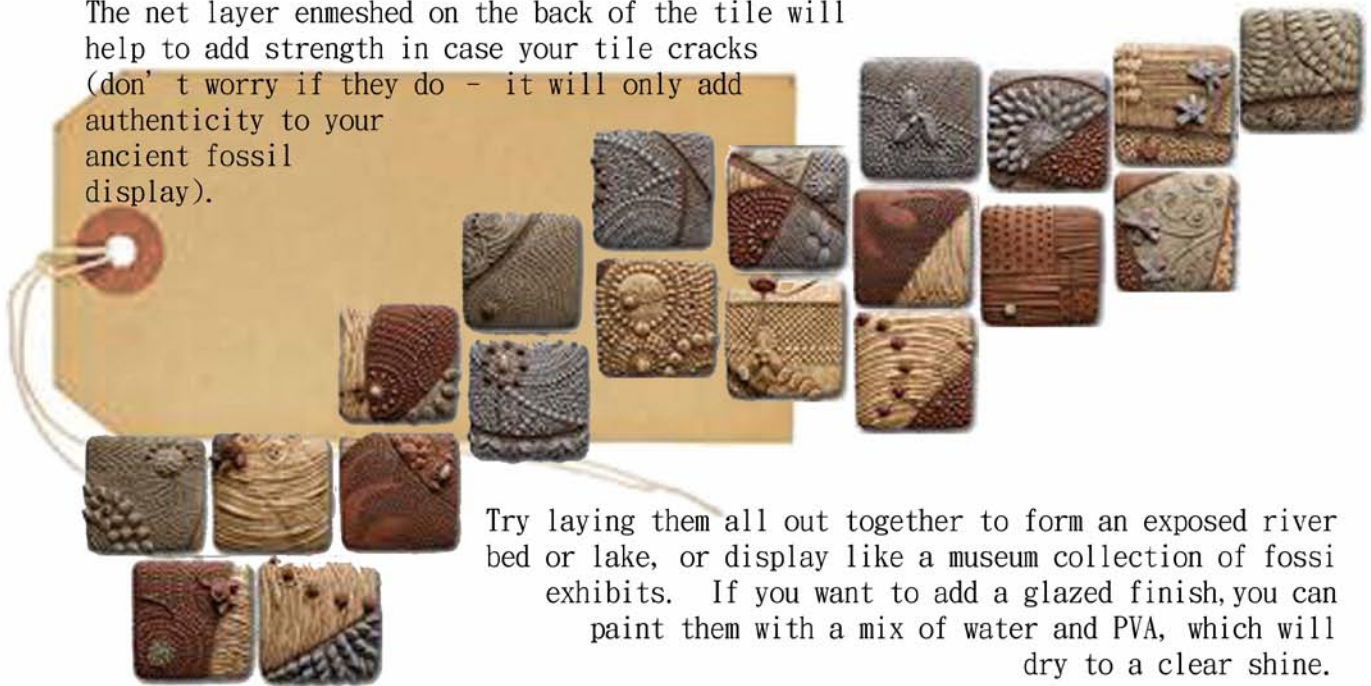 The net layer enmeshed on the back of the tile will
help to add strength in case your tile cracks
(don't worry if they do - it will only add
authenticity to your
ancient fossil
display).
Try laying them all out together to form an exposed river
bed or lake, or display like a museum collection of fossi
exhibits. If you want to add a glazed finish, you can
paint them with a mix of water and PVA, which will
dry to a clear shine.